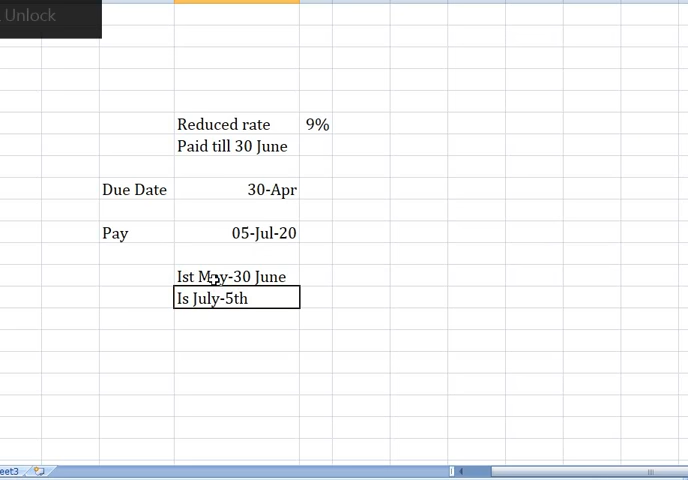 Unlock
Reduced rate 9%
Paid till 30 June
Due Date 30-Apr
Pay 05-Jul-20
Ist May-30 June
Is July-5th
eet3